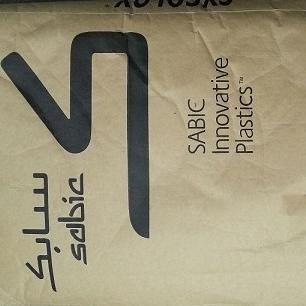 سابك
sabic
SABIC
Innovative
Plastics™